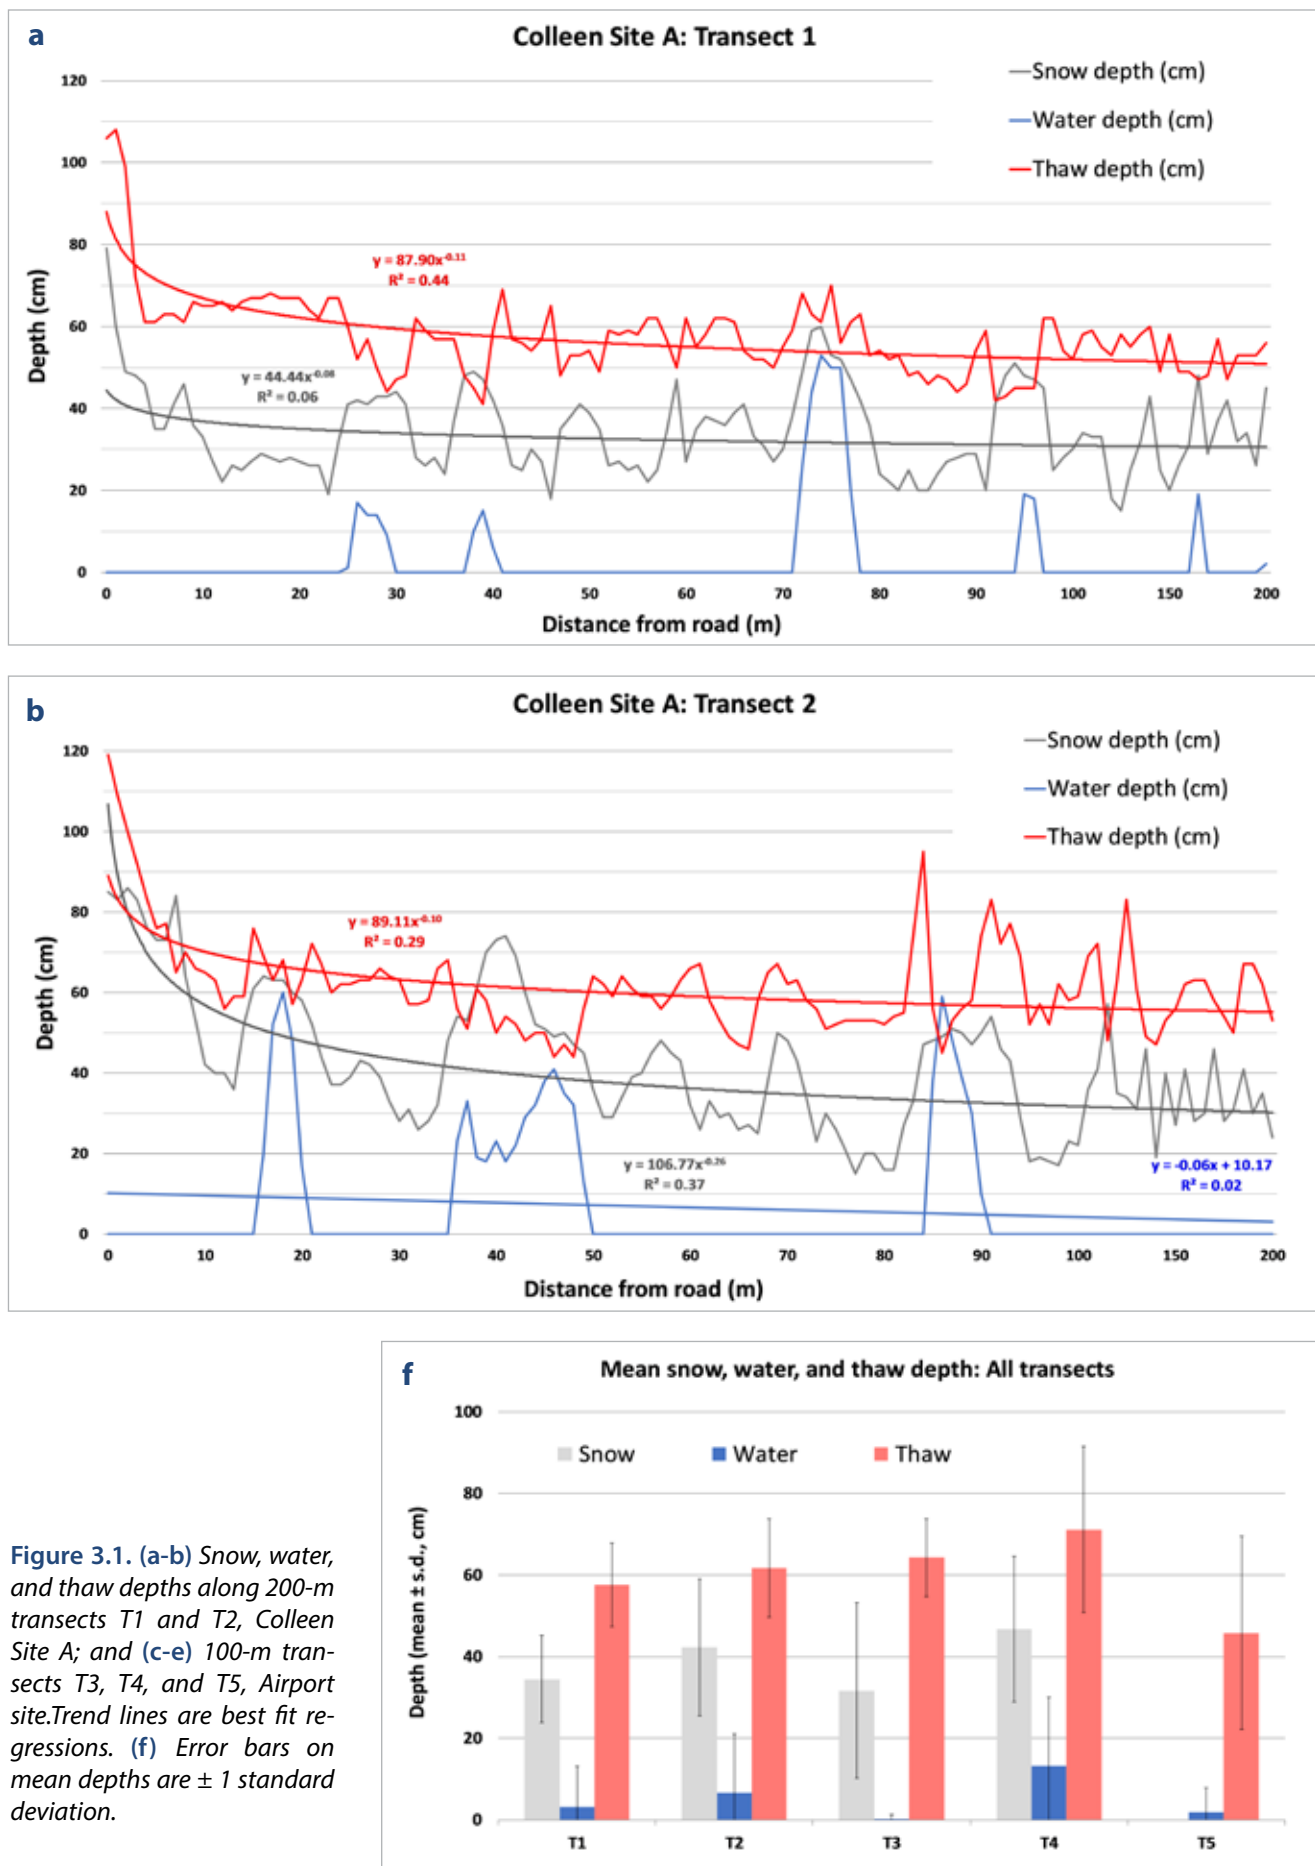 a
Colleen Site A: Transect 1
Snow depth (cm)
Water depth (cm)
Thaw depth (cm)
120
100
80
60
40
20
0
Depth (cm)
y = 87.90x^-0.11
R² = 0.44
y = 44.44x^-0.08
R² = 0.06
0 10 20 30 40 50 60 70 80 90 100 150 200
Distance from road (m)
b
Colleen Site A: Transect 2
Snow depth (cm)
Water depth (cm)
Thaw depth (cm)
120
100
80
60
40
20
0
Depth (cm)
y = 89.11x^-0.10
R² = 0.29
y = 106.77x^-0.26
R² = 0.37
y = -0.06x + 10.17
R² = 0.02
0 10 20 30 40 50 60 70 80 90 100 150 200
Distance from road (m)
f
Mean snow, water, and thaw depth: All transects
Snow Water Thaw
100
80
60
40
20
0
Depth (mean ± s.d., cm)
T1 T2 T3 T4 T5
Figure 3.1. (a-b) Snow, water,
and thaw depths along 200-m
transects T1 and T2, Colleen
Site A; and (c-e) 100-m tran-
sects T3, T4, and T5, Airport
site.Trend lines are best fit re-
gressions. (f) Error bars on
mean depths are ± 1 standard
deviation.